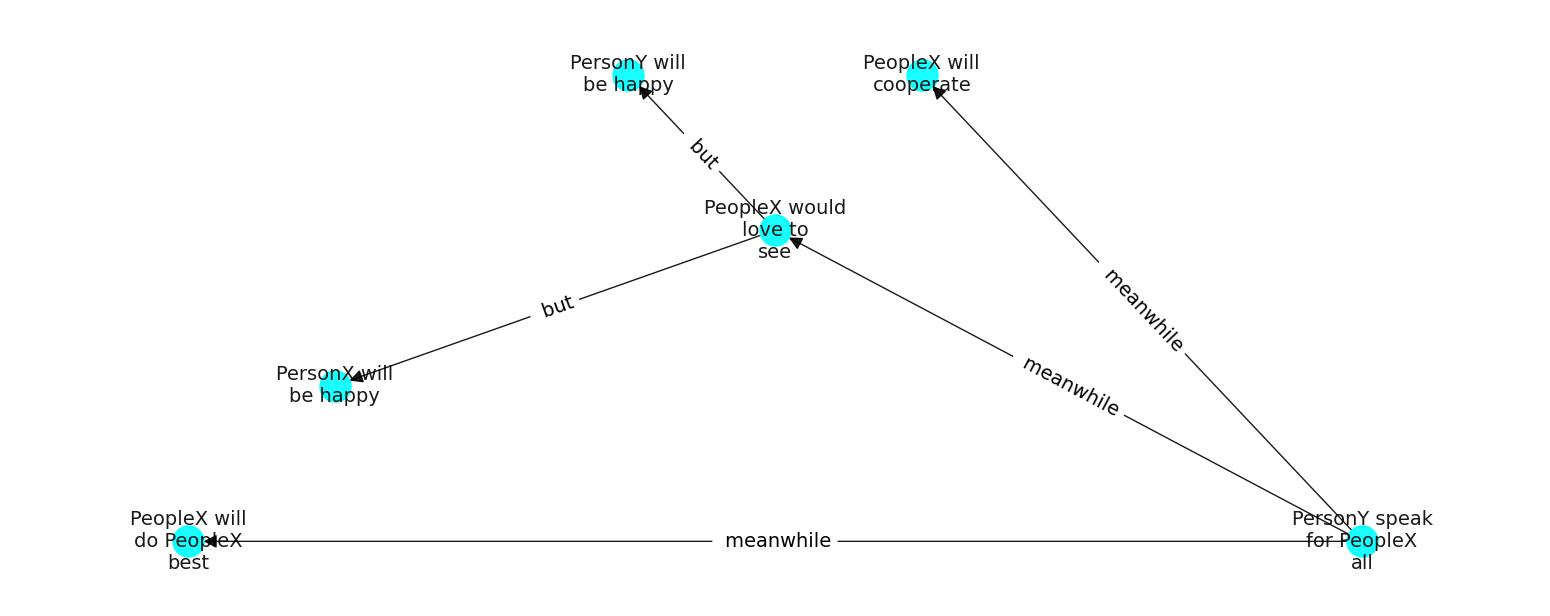 PersonY will
be happy
PeopleX will
cooperate
but
PeopleX would
love to
see
meanwhile
but
meanwhile
PersonX will
be happy
PeopleX will
do PeopleX
best
meanwhile
PersonY speak
for PeopleX
all